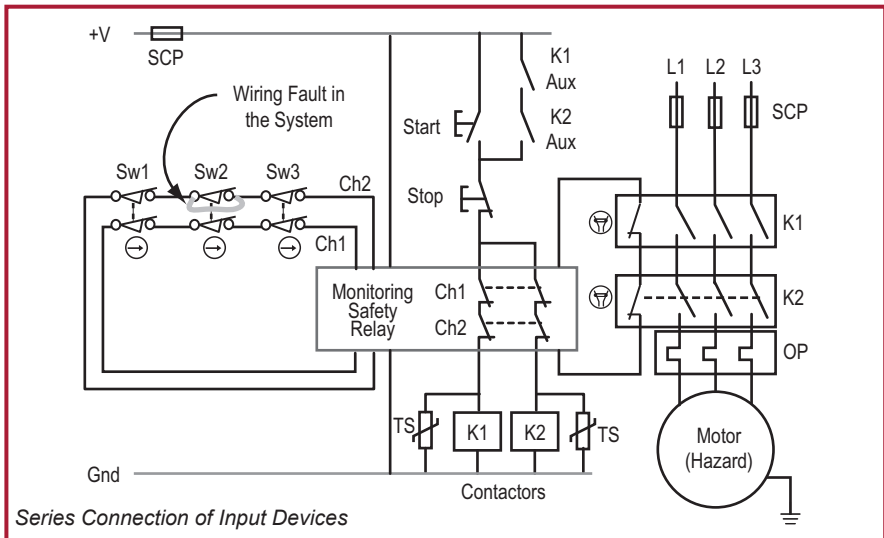 +V
SCP
K1
Aux
L1 L2 L3
Wiring Fault in
the System
K2
Aux
SCP
Start
Sw1 Sw2 Sw3
Ch2
Stop
K1
Ch1
Monitoring
Safety
Relay
Ch1
Ch2
K2
OP
TS
K1
K2
TS
Motor
(Hazard)
Gnd
Contactors
Series Connection of Input Devices